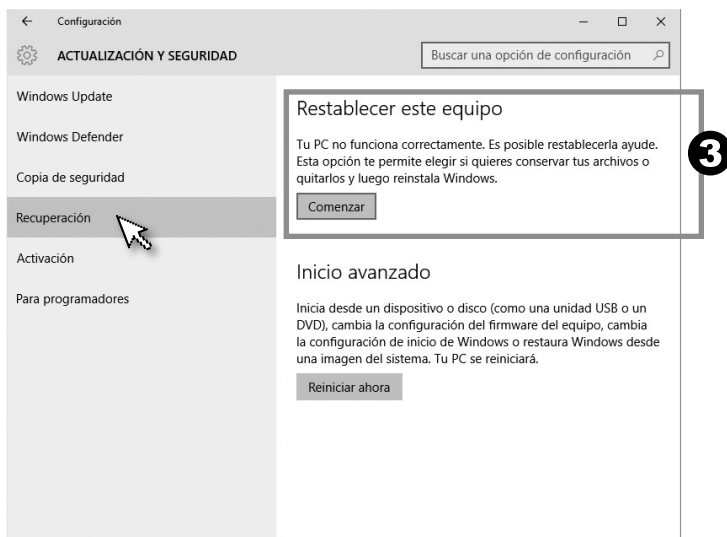 Configuración
ACTUALIZACIÓN Y SEGURIDAD
Buscar una opción de configuración
Windows Update
Windows Defender
Copia de seguridad
Recuperación
Activación
Para programadores
Restablecer este equipo
Tu PC no funciona correctamente. Es posible restablecerla ayude.
Esta opción te permite elegir si quieres conservar tus archivos o
quitarlos y luego reinstala Windows.
Comenzar
3
Inicio avanzado
Inicia desde un dispositivo o disco (como una unidad USB o un
DVD), cambia la configuración del firmware del equipo, cambia
la configuración de inicio de Windows o restaura Windows desde
una imagen del sistema. Tu PC se reiniciará.
Reiniciar ahora